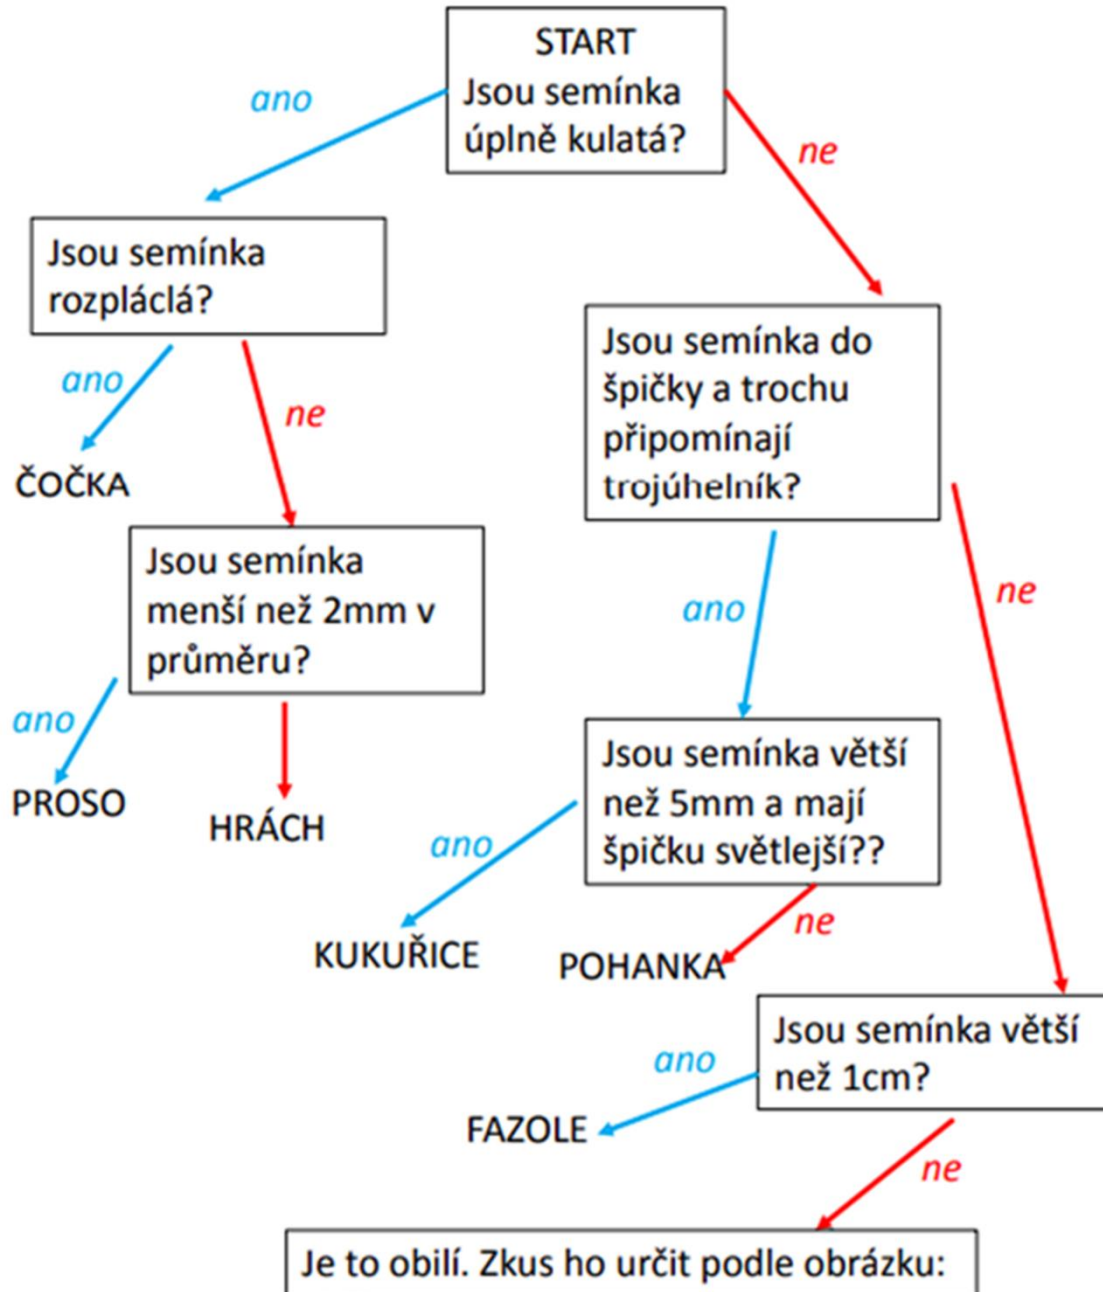 START
Jsou semínka
úplně kulatá?
ano
ne
Jsou semínka
rozpláclá?
ano
ne
ČOČKA
Jsou semínka
menší než 2mm v
průměru?
ano
PROSO
HRÁCH
Jsou semínka do
špičky a trochu
připomínají
trojúhelník?
ano
ne
Jsou semínka větší
než 5mm a mají
špičku světlejší??
ano
ne
KUKUŘICE
POHANKA
Jsou semínka větší
než 1cm?
ano
FAZOLE
ne
Je to obilí. Zkus ho určit podle obrázku: